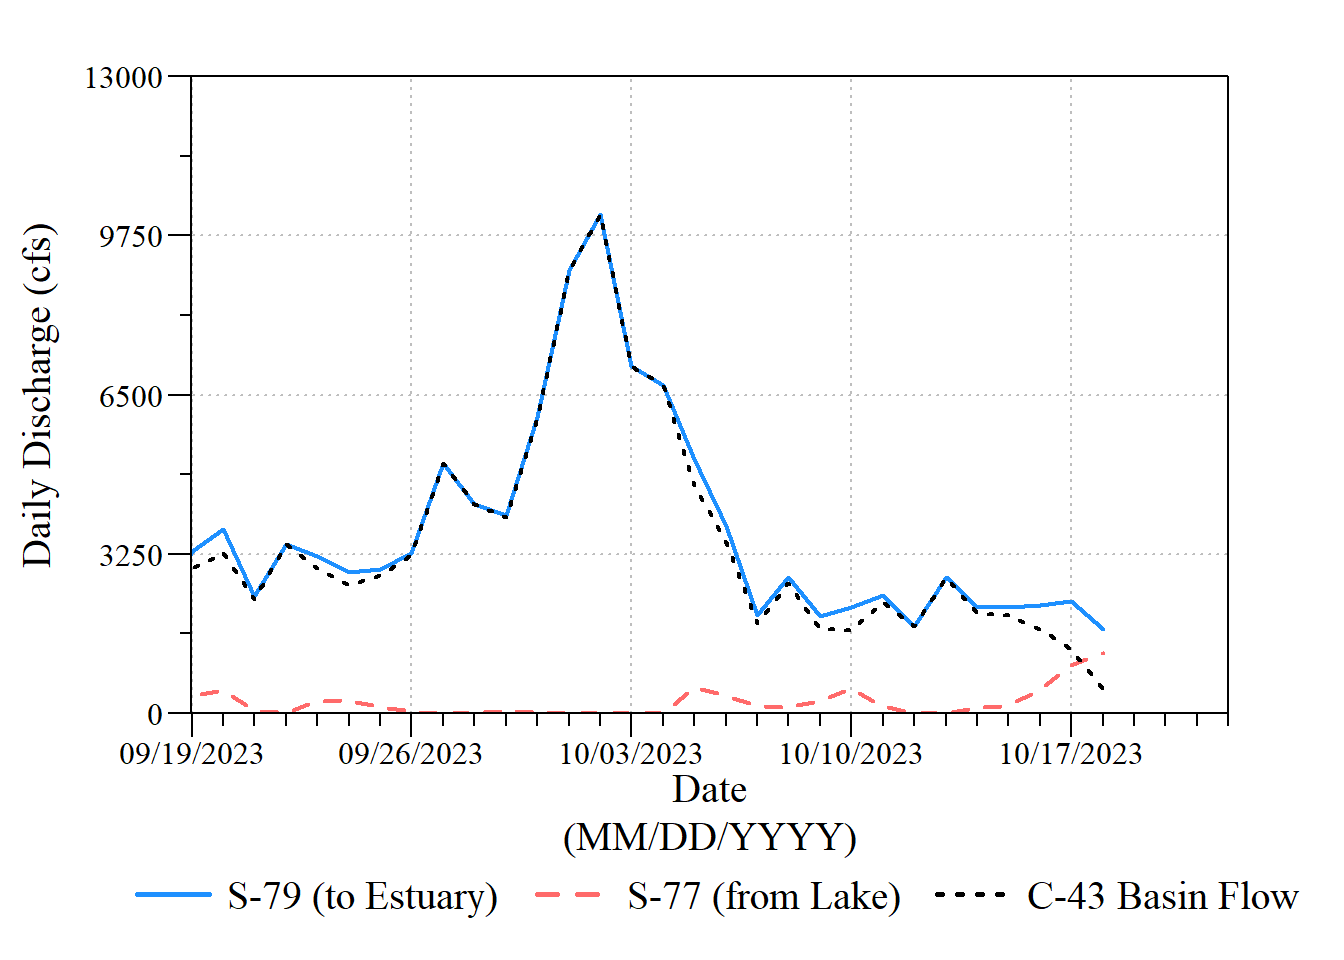 13000
9750
6500
3250
0
Daily Discharge (cfs)
09/19/2023 09/26/2023 10/03/2023 10/10/2023 10/17/2023
Date
(MM/DD/YYYY)
S-79 (to Estuary) S-77 (from Lake) C-43 Basin Flow